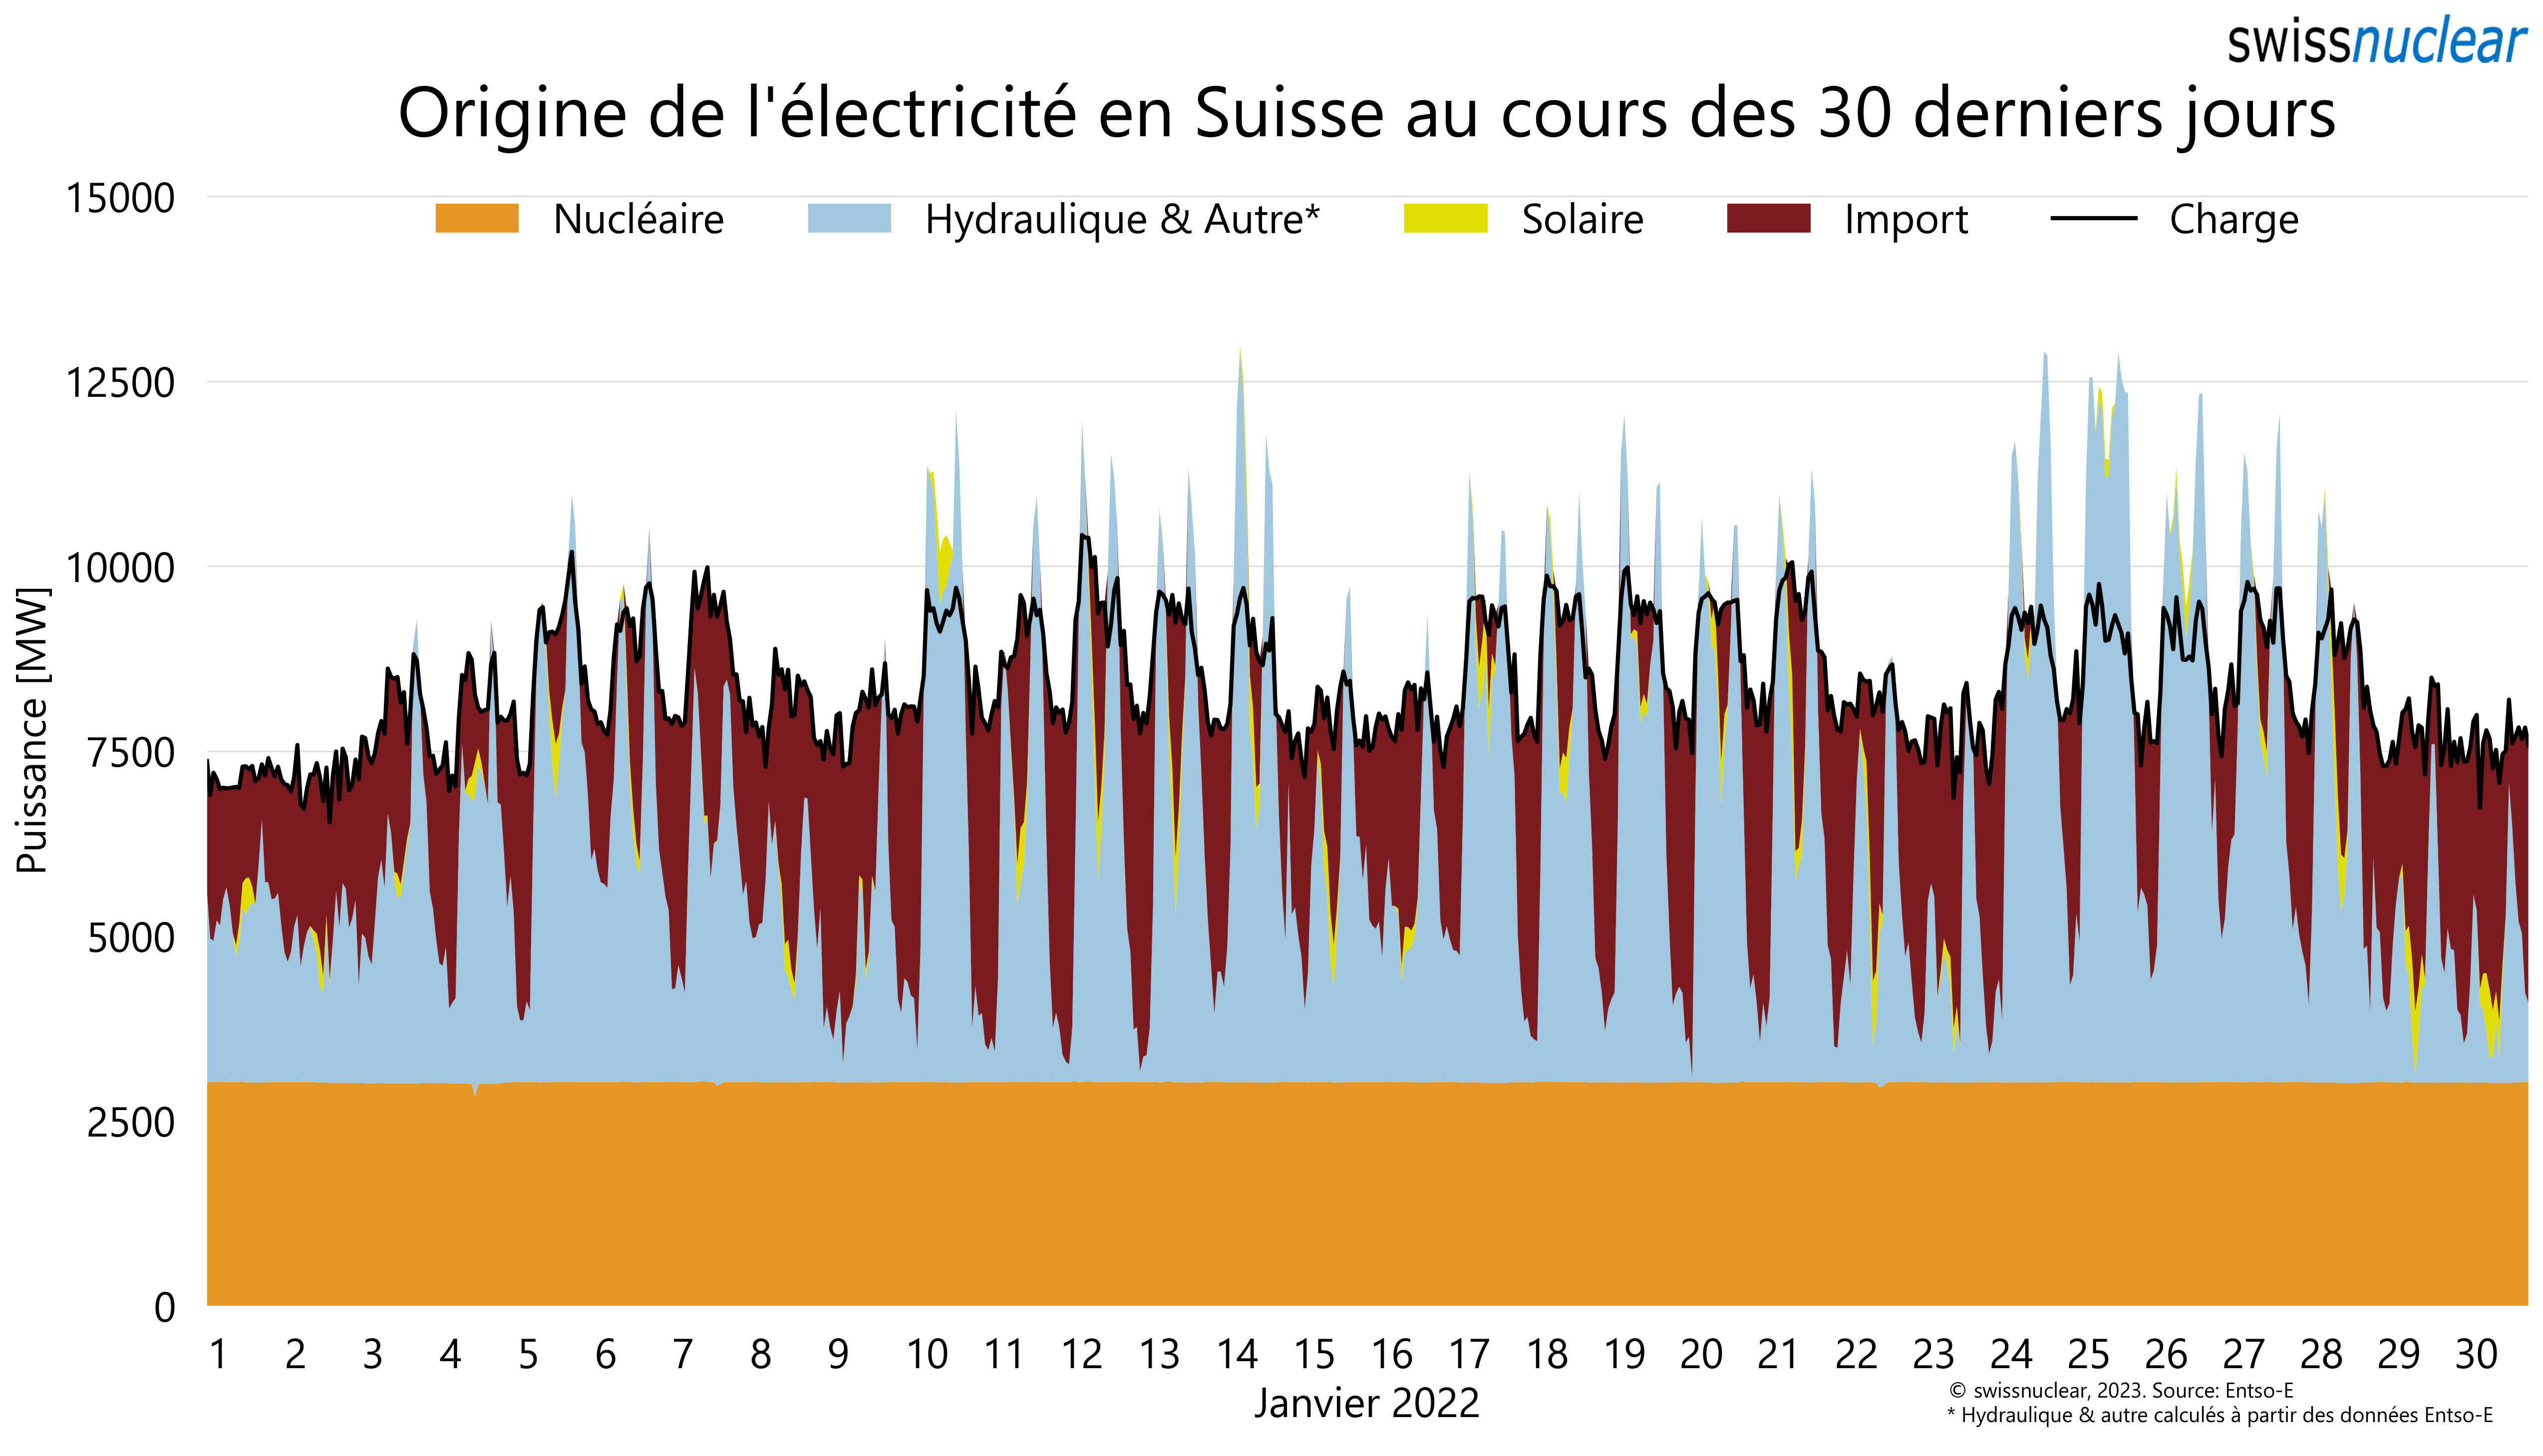 swissnuclear
Origine de l'électricité en Suisse au cours des 30 derniers jours
15000
Nucléaire Hydraulique & Autre* Solaire Import Charge
12500
10000
7500
5000
2500
0
Puissance [MW]
1 2 3 4 5 6 7 8 9 10 11 12 13 14 15 16 17 18 19 20 21 22 23 24 25 26 27 28 29 30
Janvier 2022
© swissnuclear, 2023. Source: Entso-E
* Hydraulique & autre calculés à partir des données Entso-E